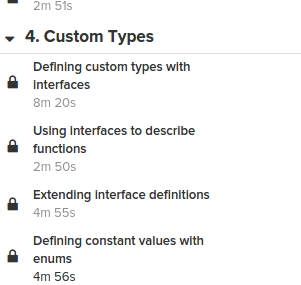 2m 51s
4. Custom Types
Defining custom types with
interfaces
8m 20s
Using interfaces to describe
functions
2m 50s
Extending interface definitions
4m 55s
Defining constant values with
enums
4m 56s